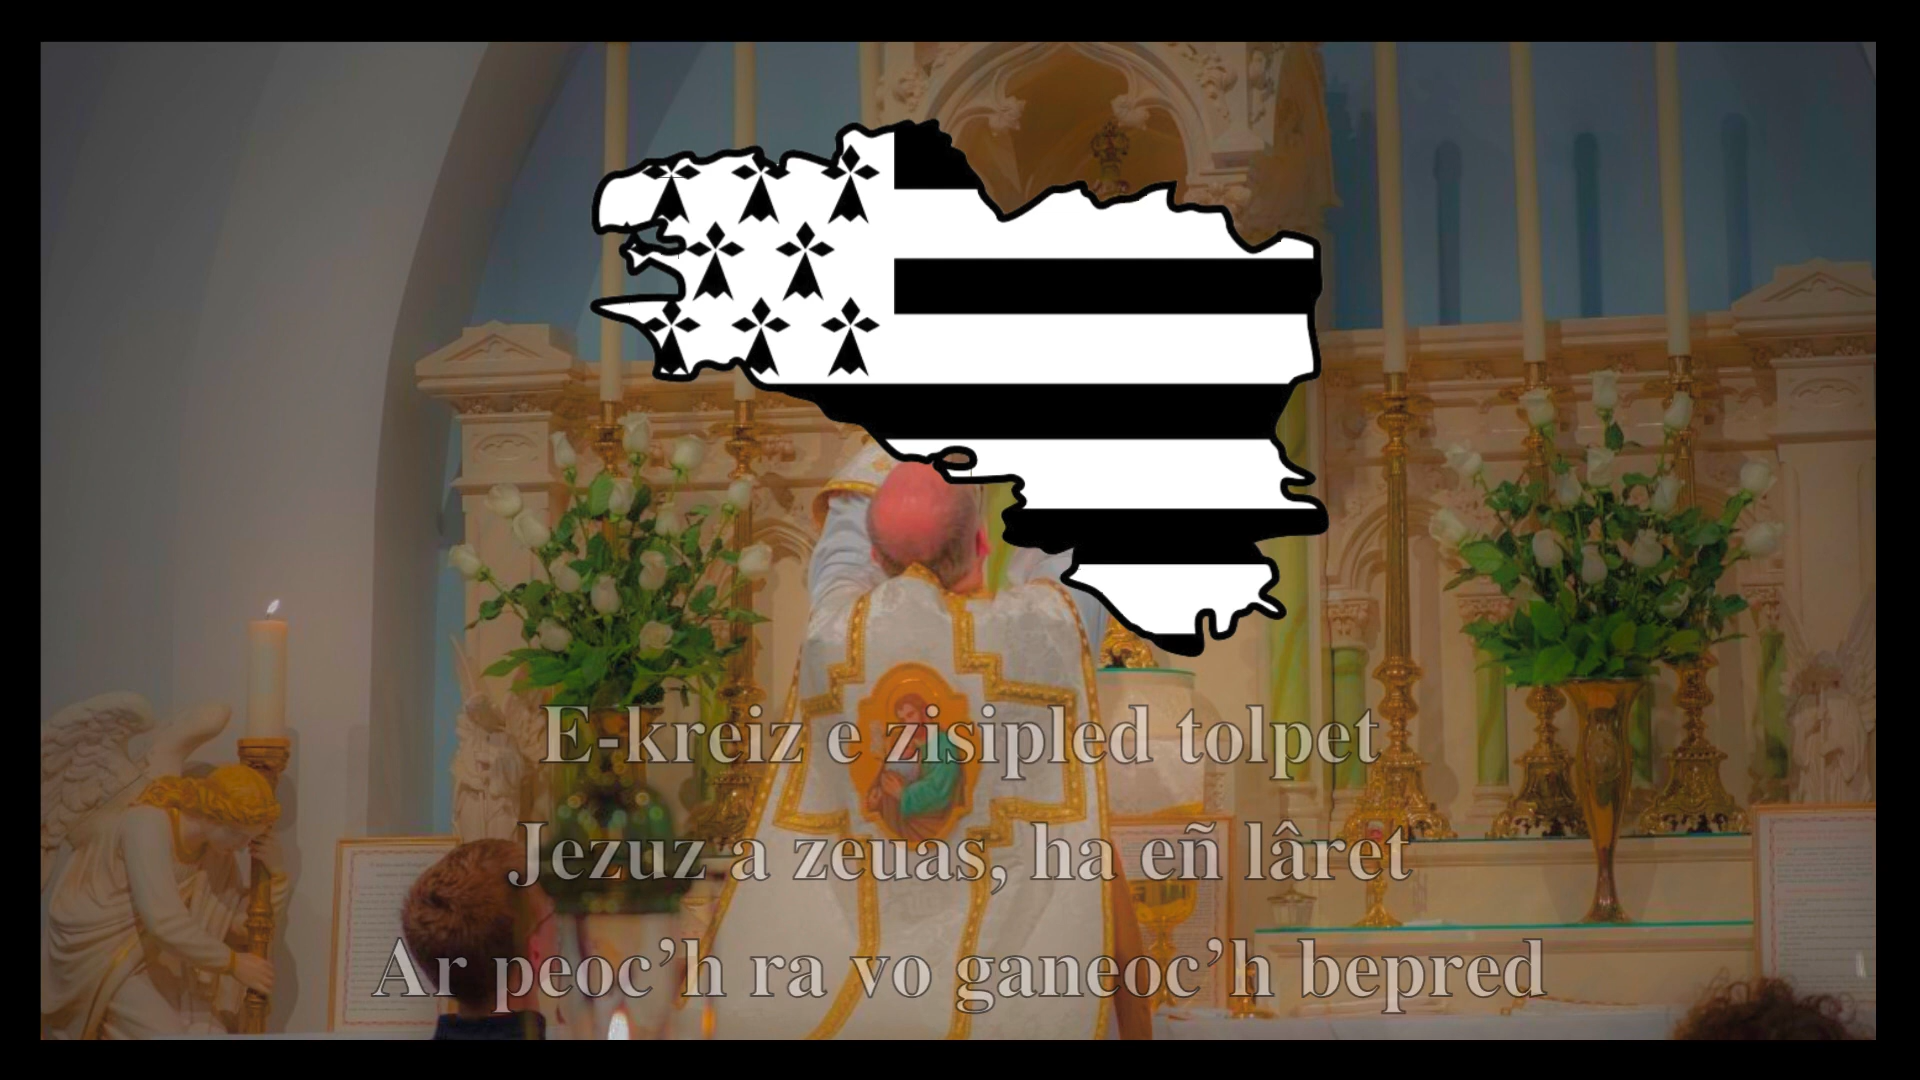 E-kreiz e zisipled tolpet
Jezuz a zeuas, ha eñ lâret
Ar peoc’h ra vo ganeoc’h bepred